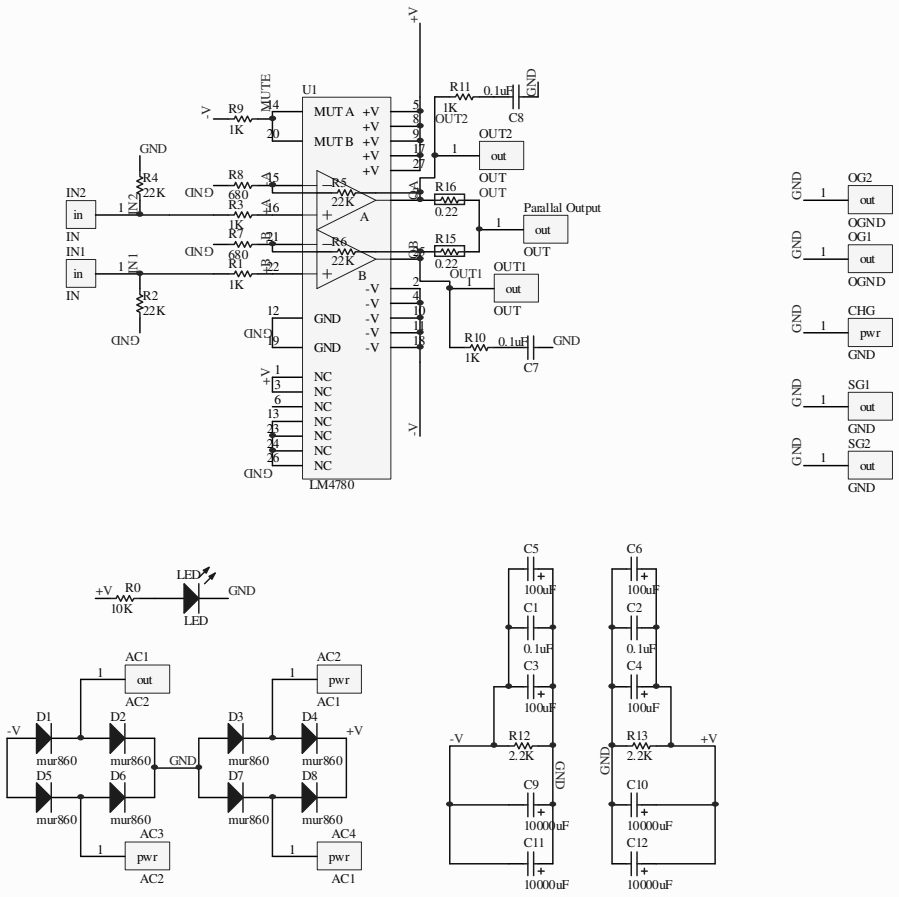 +V
U1
MUTE
R11
0.1uF
GND
1K
C8
-V
R9
1K
14
MUT A
+V
5
+V
8
OUT2
20
MUT B
+V
9
+V
17
+V
27
OUT2
1
out
OUT
GND
R4
22K
GND
R8
680
15
R5
22K
R16
0.22
OUT
IN2
in
IN
1
IN2
R3
1K
16
A
Parallal Output
1
out
OUT
GND
R7
680
21
R6
22K
R15
0.22
IN1
in
IN
1
IN1
R1
1K
22
B
OUT1
OUT1
1
out
OUT
R2
22K
GND
-V
2
-V
4
-V
10
-V
11
-V
18
12
GND
GND
19
GND
R10
1K
0.1uF
C7
GND
+V
1
NC
3
NC
6
NC
13
NC
23
NC
24
NC
26
NC
GND
-V
LM4780
GND
1
OG2
out
OGND
GND
1
OG1
out
OGND
GND
1
CHG
pwr
GND
GND
1
SG1
out
GND
GND
1
SG2
out
GND
+V
R0
10K
LED
LED
GND
AC1
1
out
AC2
AC2
1
pwr
AC1
-V
D1
mur860
D2
mur860
GND
D3
mur860
D4
mur860
+V
D5
mur860
D6
mur860
D7
mur860
D8
mur860
AC3
1
pwr
AC2
AC4
1
pwr
AC1
C5
100uF
C1
0.1uF
C3
100uF
-V
R12
2.2K
GND
C9
10000uF
C11
10000uF
C6
100uF
C2
0.1uF
C4
100uF
GND
R13
2.2K
+V
C10
10000uF
C12
10000uF